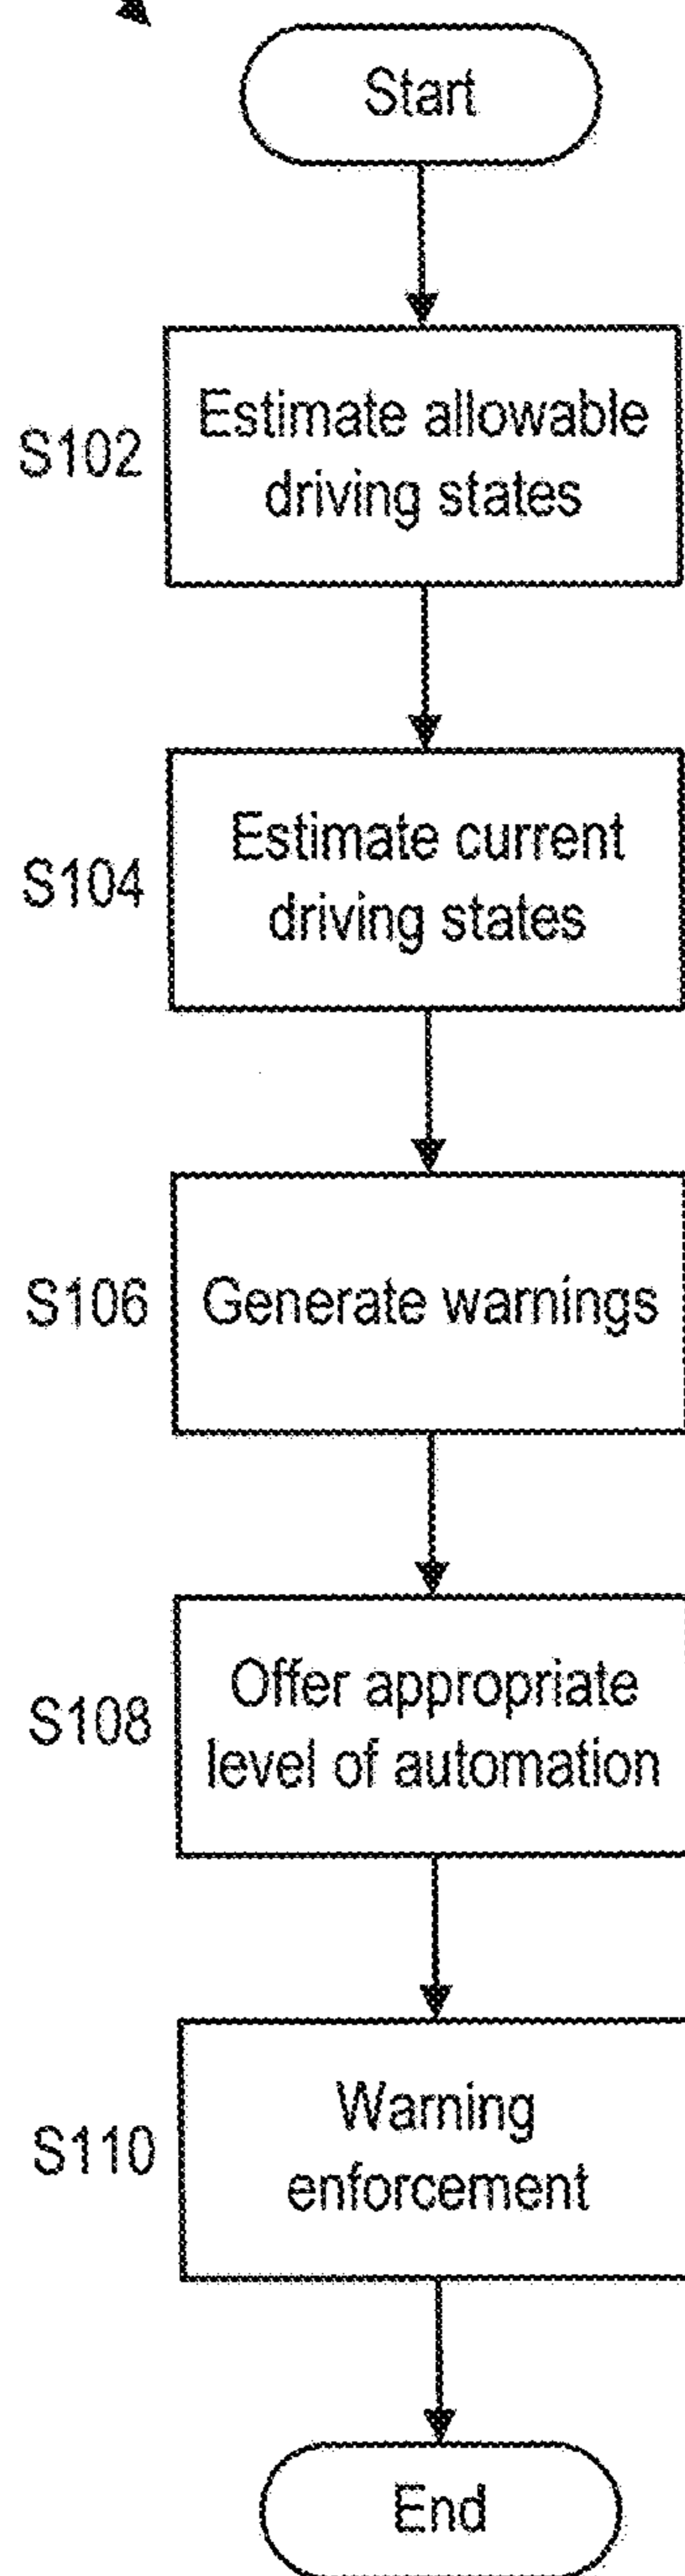 Start
S102
Estimate allowable
driving states
S104
Estimate current
driving states
S106
Generate warnings
S108
Offer appropriate
level of automation
S110
Warning
enforcement
End